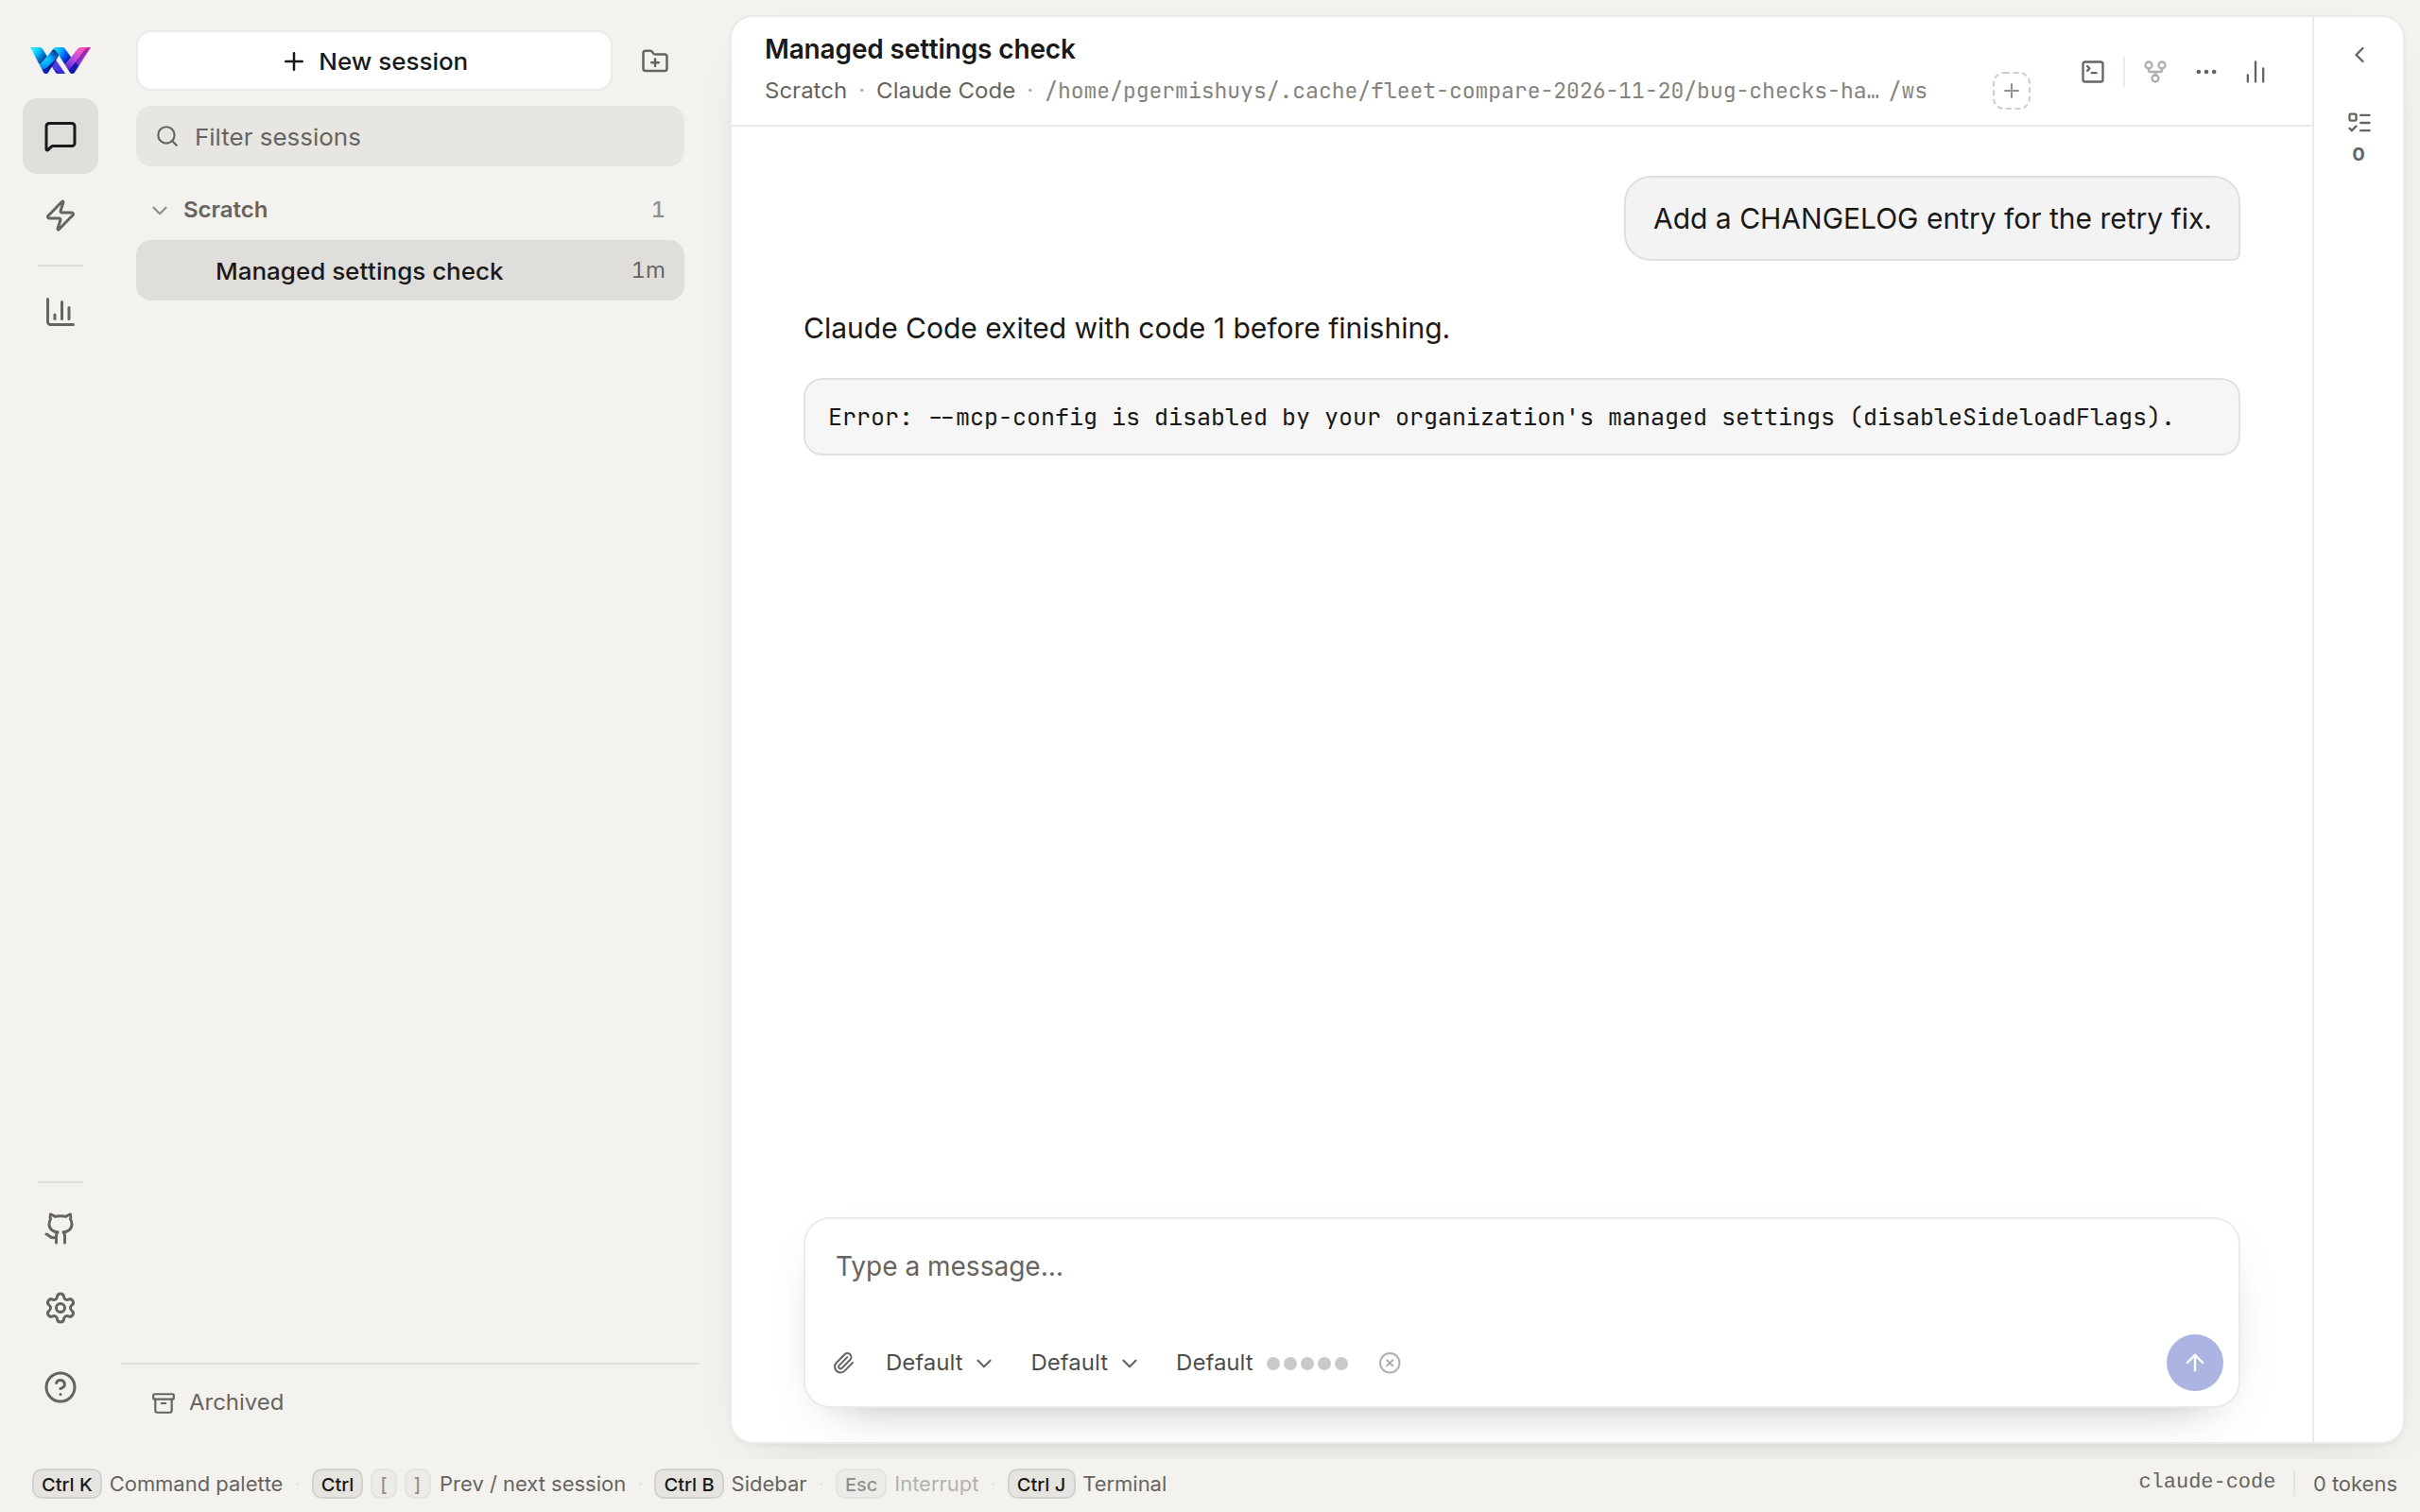 New session
Filter sessions
Scratch 1
Managed settings check 1m
Archived
Managed settings check
Scratch · Claude Code · /home/pgermishuys/.cache/fleet-compare-2026-11-20/bug-checks-ha… /ws
0
Add a CHANGELOG entry for the retry fix.
Claude Code exited with code 1 before finishing.
Error: --mcp-config is disabled by your organization's managed settings (disableSideloadFlags).
Type a message...
Default Default Default
Ctrl K Command palette · Ctrl [ ] Prev / next session · Ctrl B Sidebar · Esc Interrupt · Ctrl J Terminal
claude-code 0 tokens